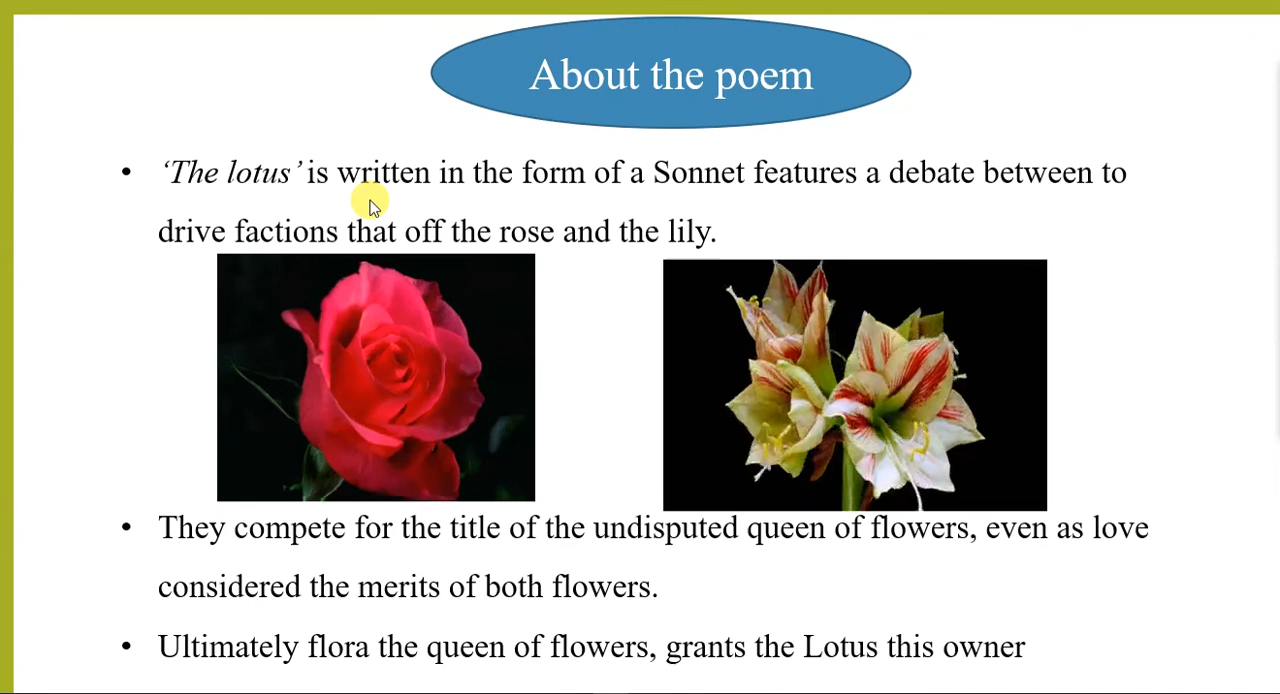 About the poem
• ‘The lotus’ is written in the form of a Sonnet features a debate between to
drive factions that off the rose and the lily.
• They compete for the title of the undisputed queen of flowers, even as love
considered the merits of both flowers.
• Ultimately flora the queen of flowers, grants the Lotus this owner